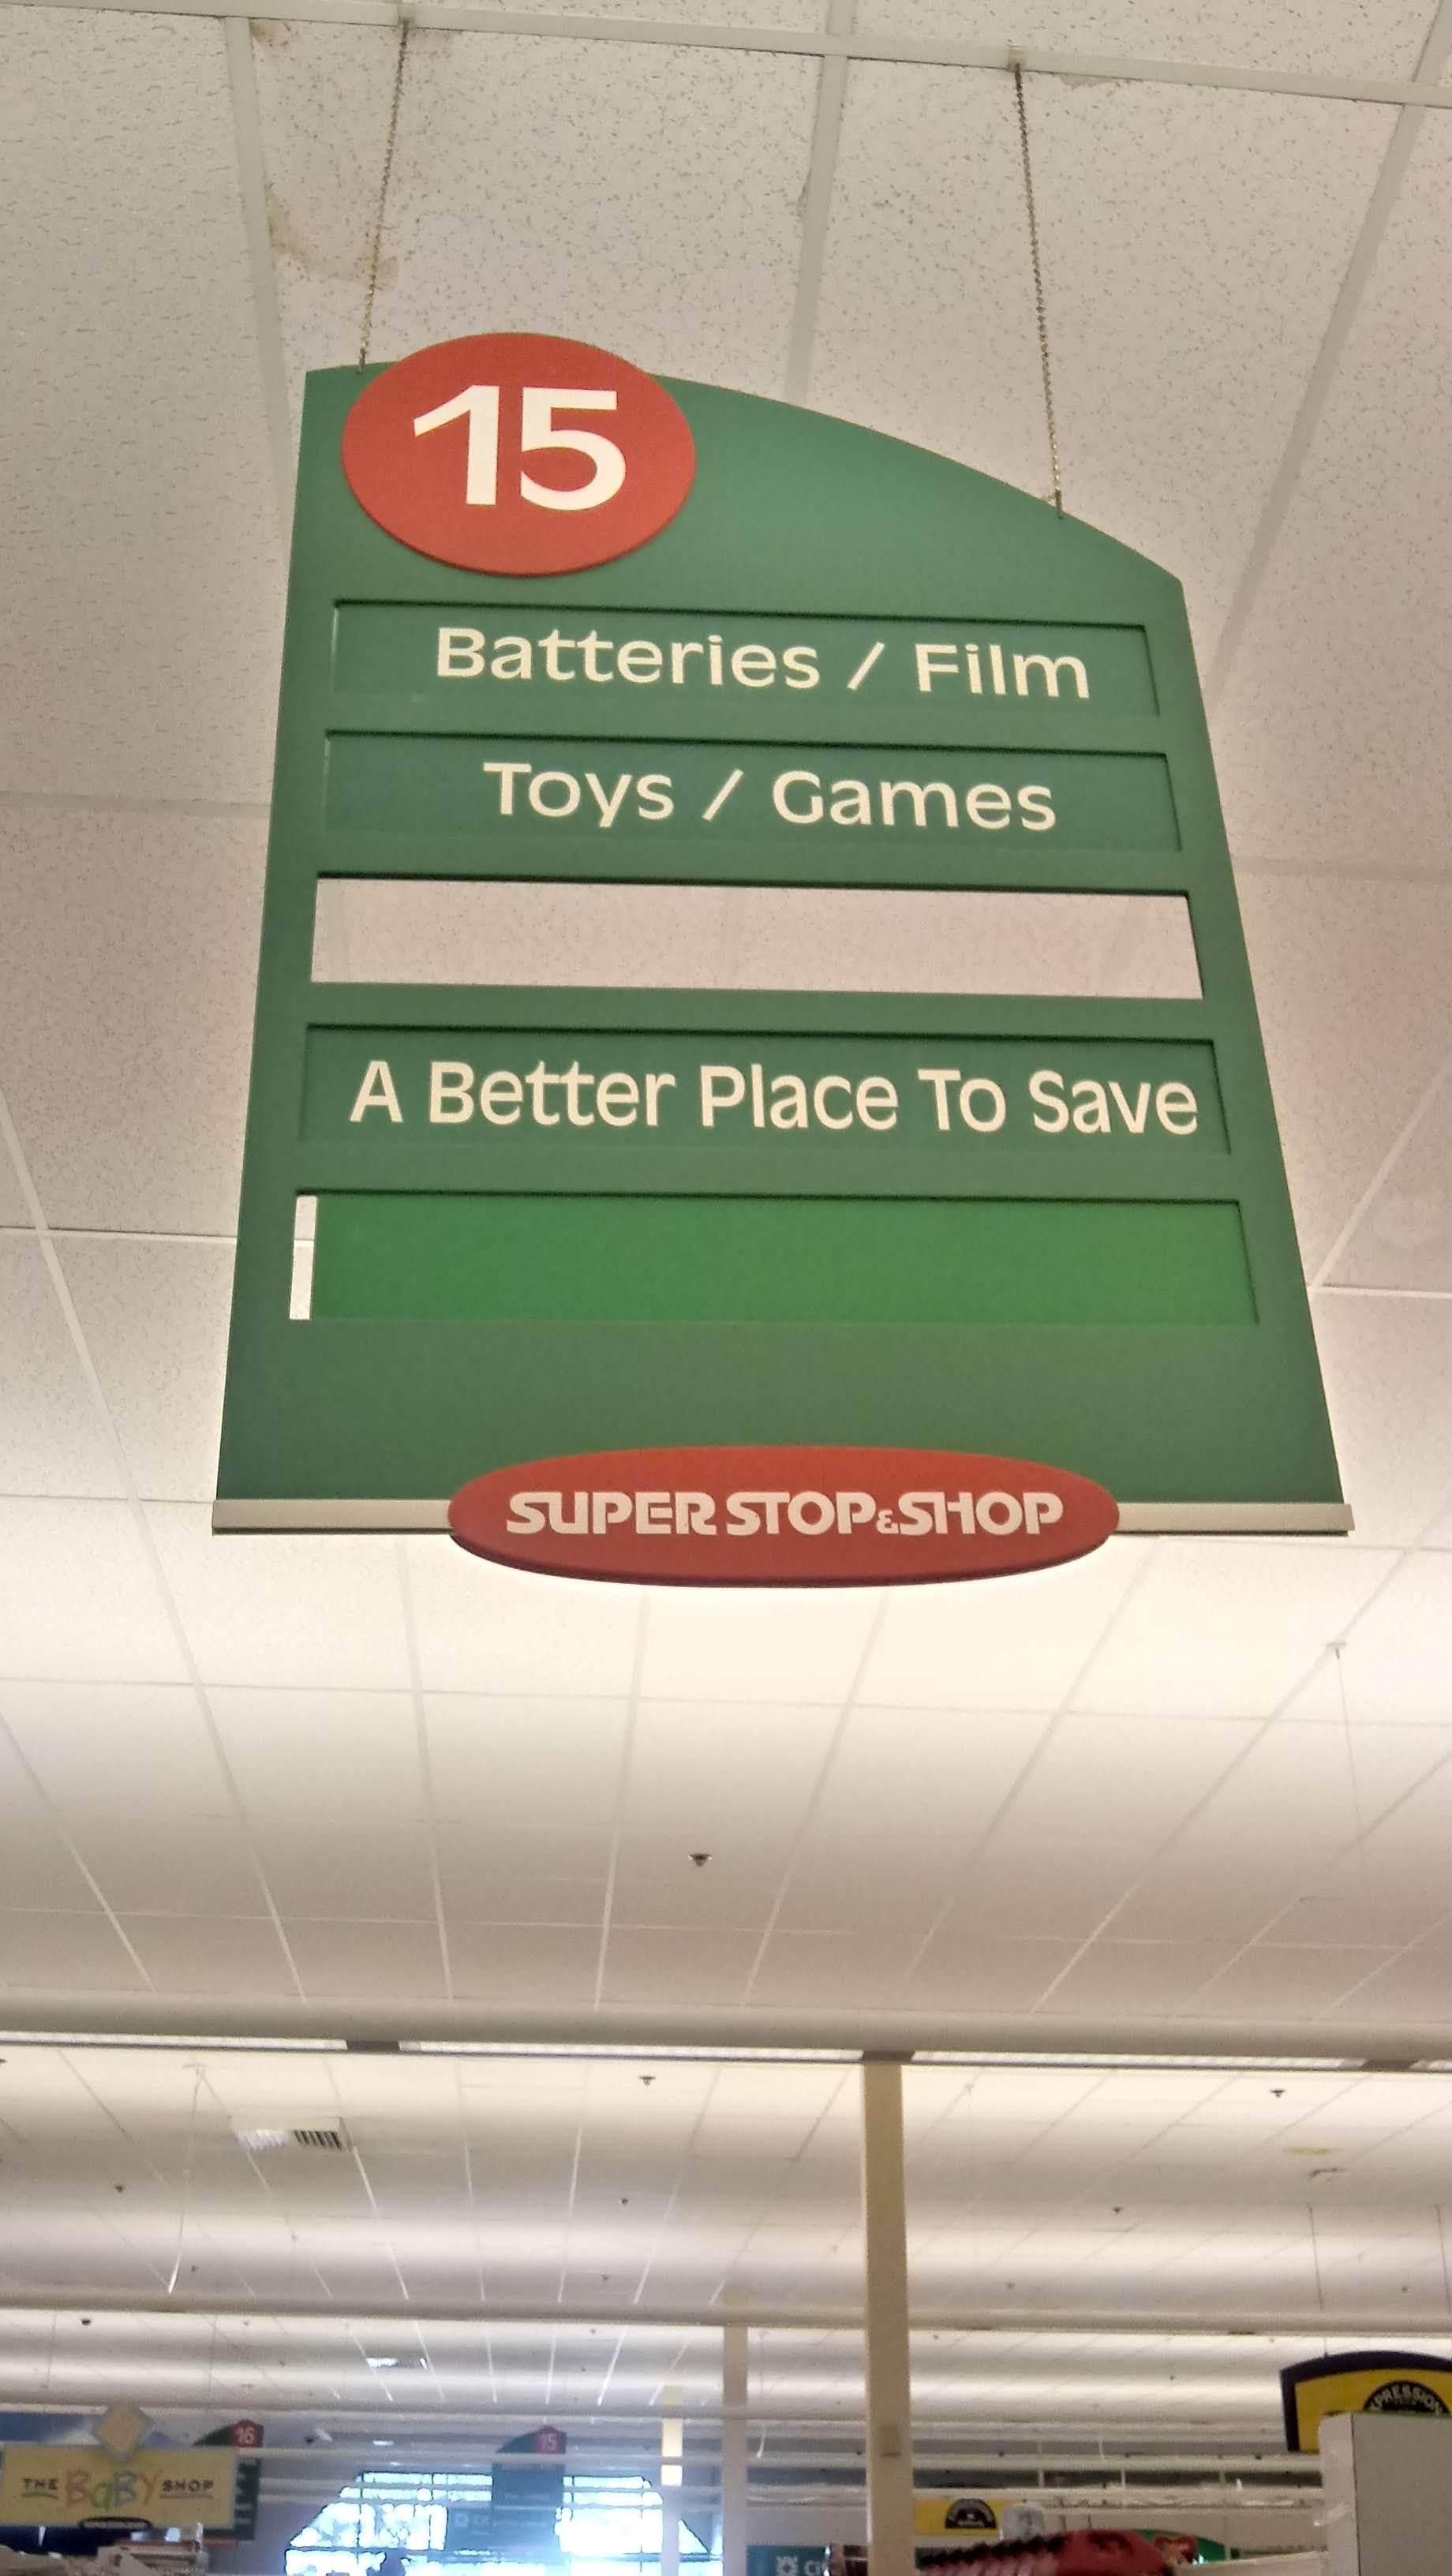 15
Batteries / Film
Toys / Games
A Better Place To Save
SUPER STOP&SHOP
16
15
THE BaBY SHOP